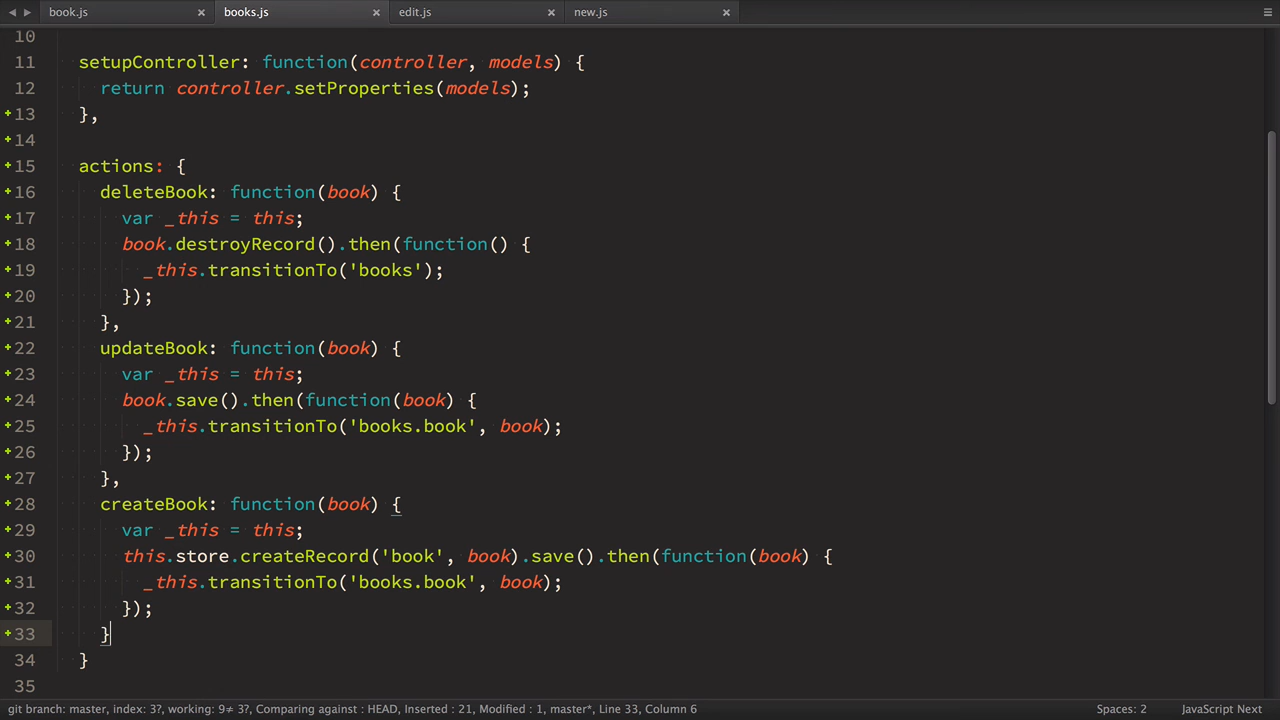 book.js × books.js × edit.js × new.js ×
10
11 setupController: function(controller, models) {
12 return controller.setProperties(models);
13 },
14
15 actions: {
16 deleteBook: function(book) {
17 var _this = this;
18 book.destroyRecord().then(function() {
19 _this.transitionTo('books');
20 });
21 },
22 updateBook: function(book) {
23 var _this = this;
24 book.save().then(function(book) {
25 _this.transitionTo('books.book', book);
26 });
27 },
28 createBook: function(book) {
29 var _this = this;
30 this.store.createRecord('book', book).save().then(function(book) {
31 _this.transitionTo('books.book', book);
32 });
33 }
34 }
35
git branch: master, index: 3?, working: 9≠ 3?, Comparing against : HEAD, Inserted : 21, Modified : 1, master*, Line 33, Column 6 Spaces: 2 JavaScript Next